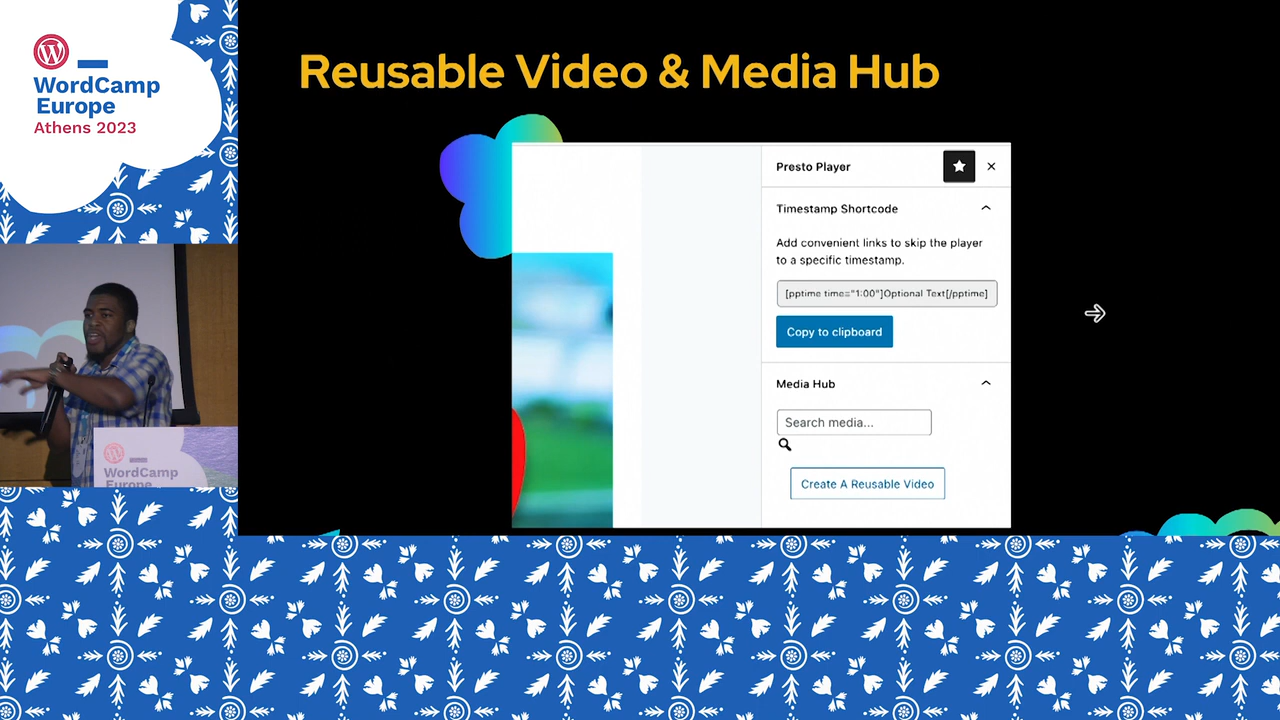 WordCamp
Europe
Athens 2023
Reusable Video & Media Hub
Presto Player
Timestamp Shortcode
Add convenient links to skip the player
to a specific timestamp.
[pptime time="1:00"]Optional Text[/pptime]
Copy to clipboard
Media Hub
Search media...
Create A Reusable Video
WordCamp
Europe